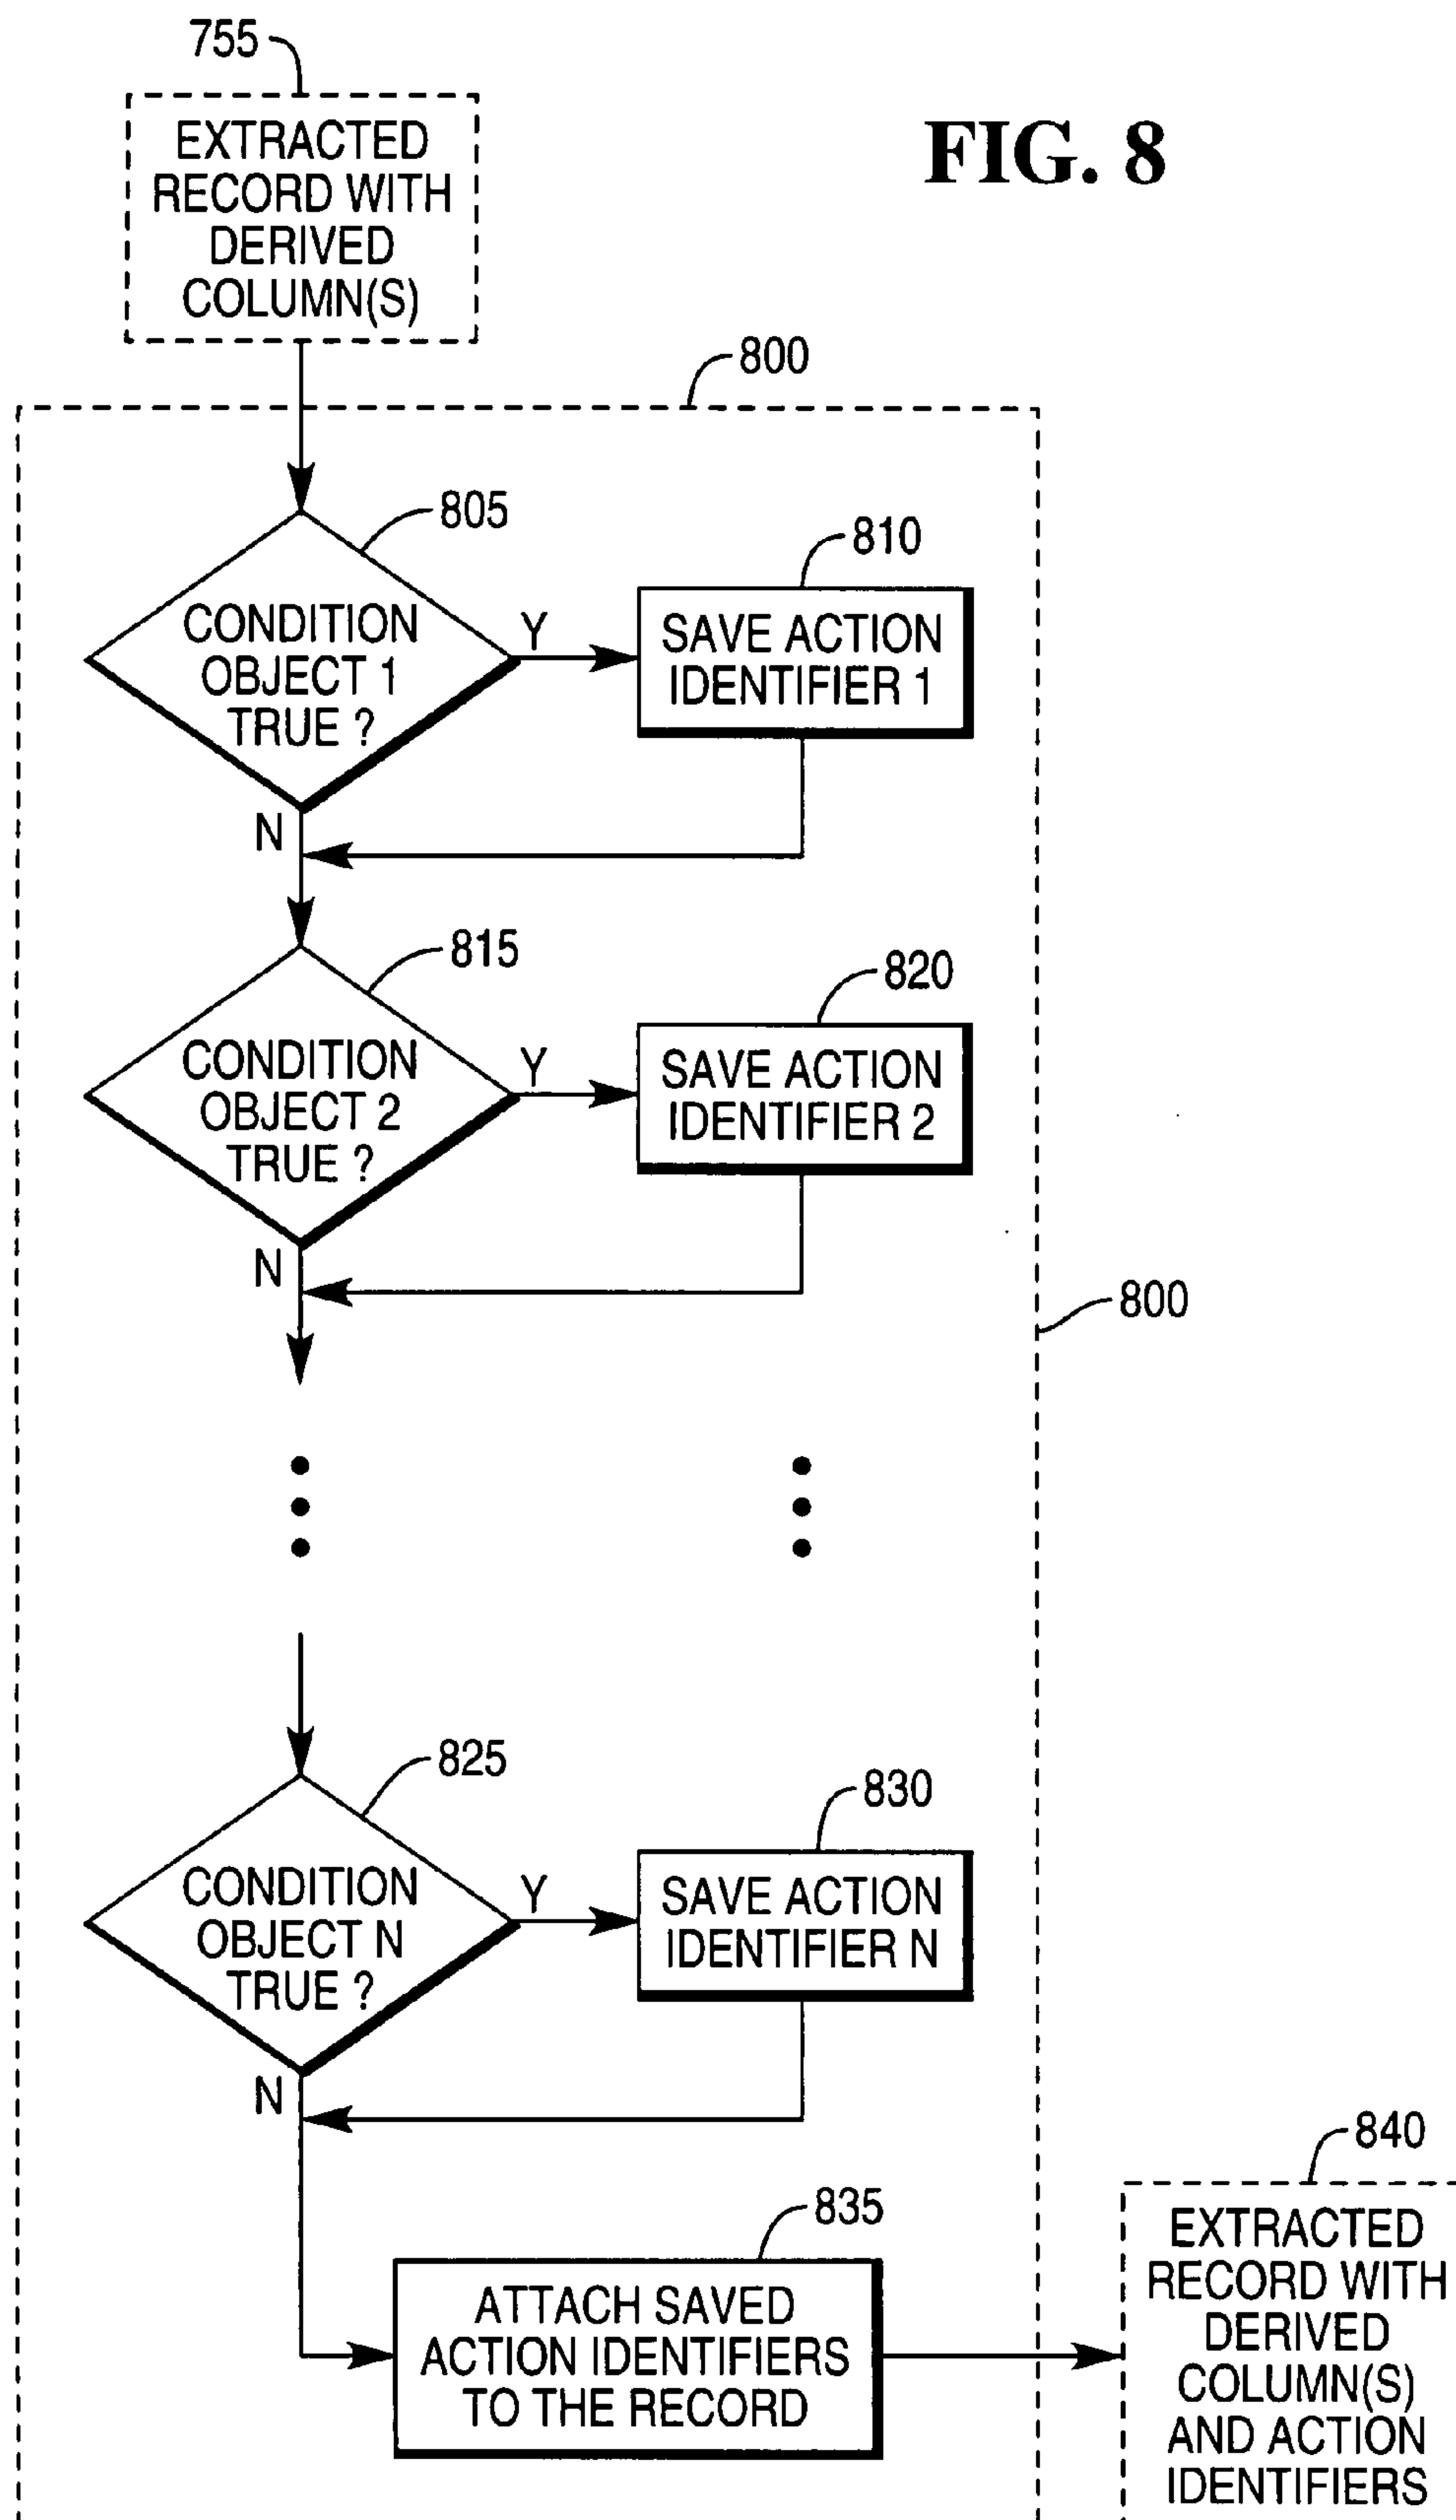 755
EXTRACTED
RECORD WITH
DERIVED
COLUMN(S)
FIG. 8
800
805
CONDITION
OBJECT 1
TRUE ?
Y
N
810
SAVE ACTION
IDENTIFIER 1
815
CONDITION
OBJECT 2
TRUE ?
Y
N
820
SAVE ACTION
IDENTIFIER 2
800
825
CONDITION
OBJECT N
TRUE ?
Y
N
830
SAVE ACTION
IDENTIFIER N
835
ATTACH SAVED
ACTION IDENTIFIERS
TO THE RECORD
840
EXTRACTED
RECORD WITH
DERIVED
COLUMN(S)
AND ACTION
IDENTIFIERS